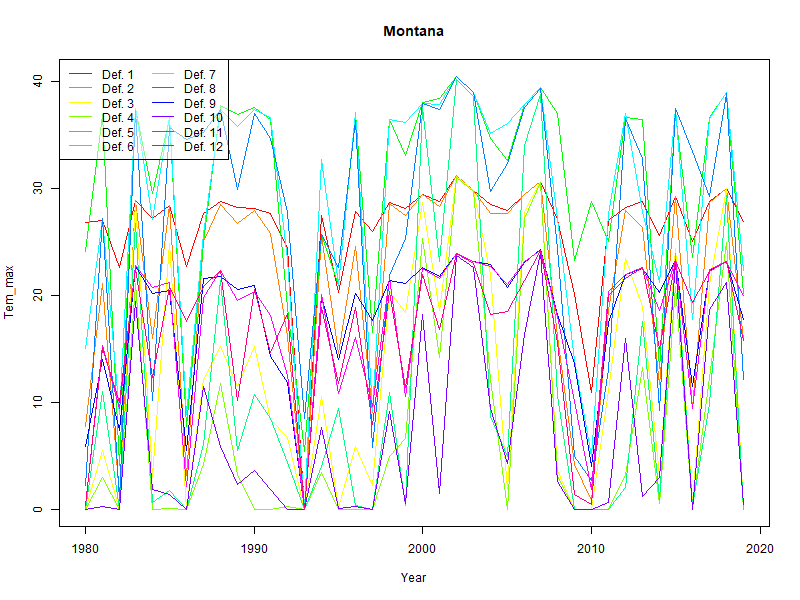 Montana
Def. 1 Def. 7
Def. 2 Def. 8
Def. 3 Def. 9
Def. 4 Def. 10
Def. 5 Def. 11
Def. 6 Def. 12
Tem_max
0 10 20 30 40
1980 1990 2000 2010 2020
Year